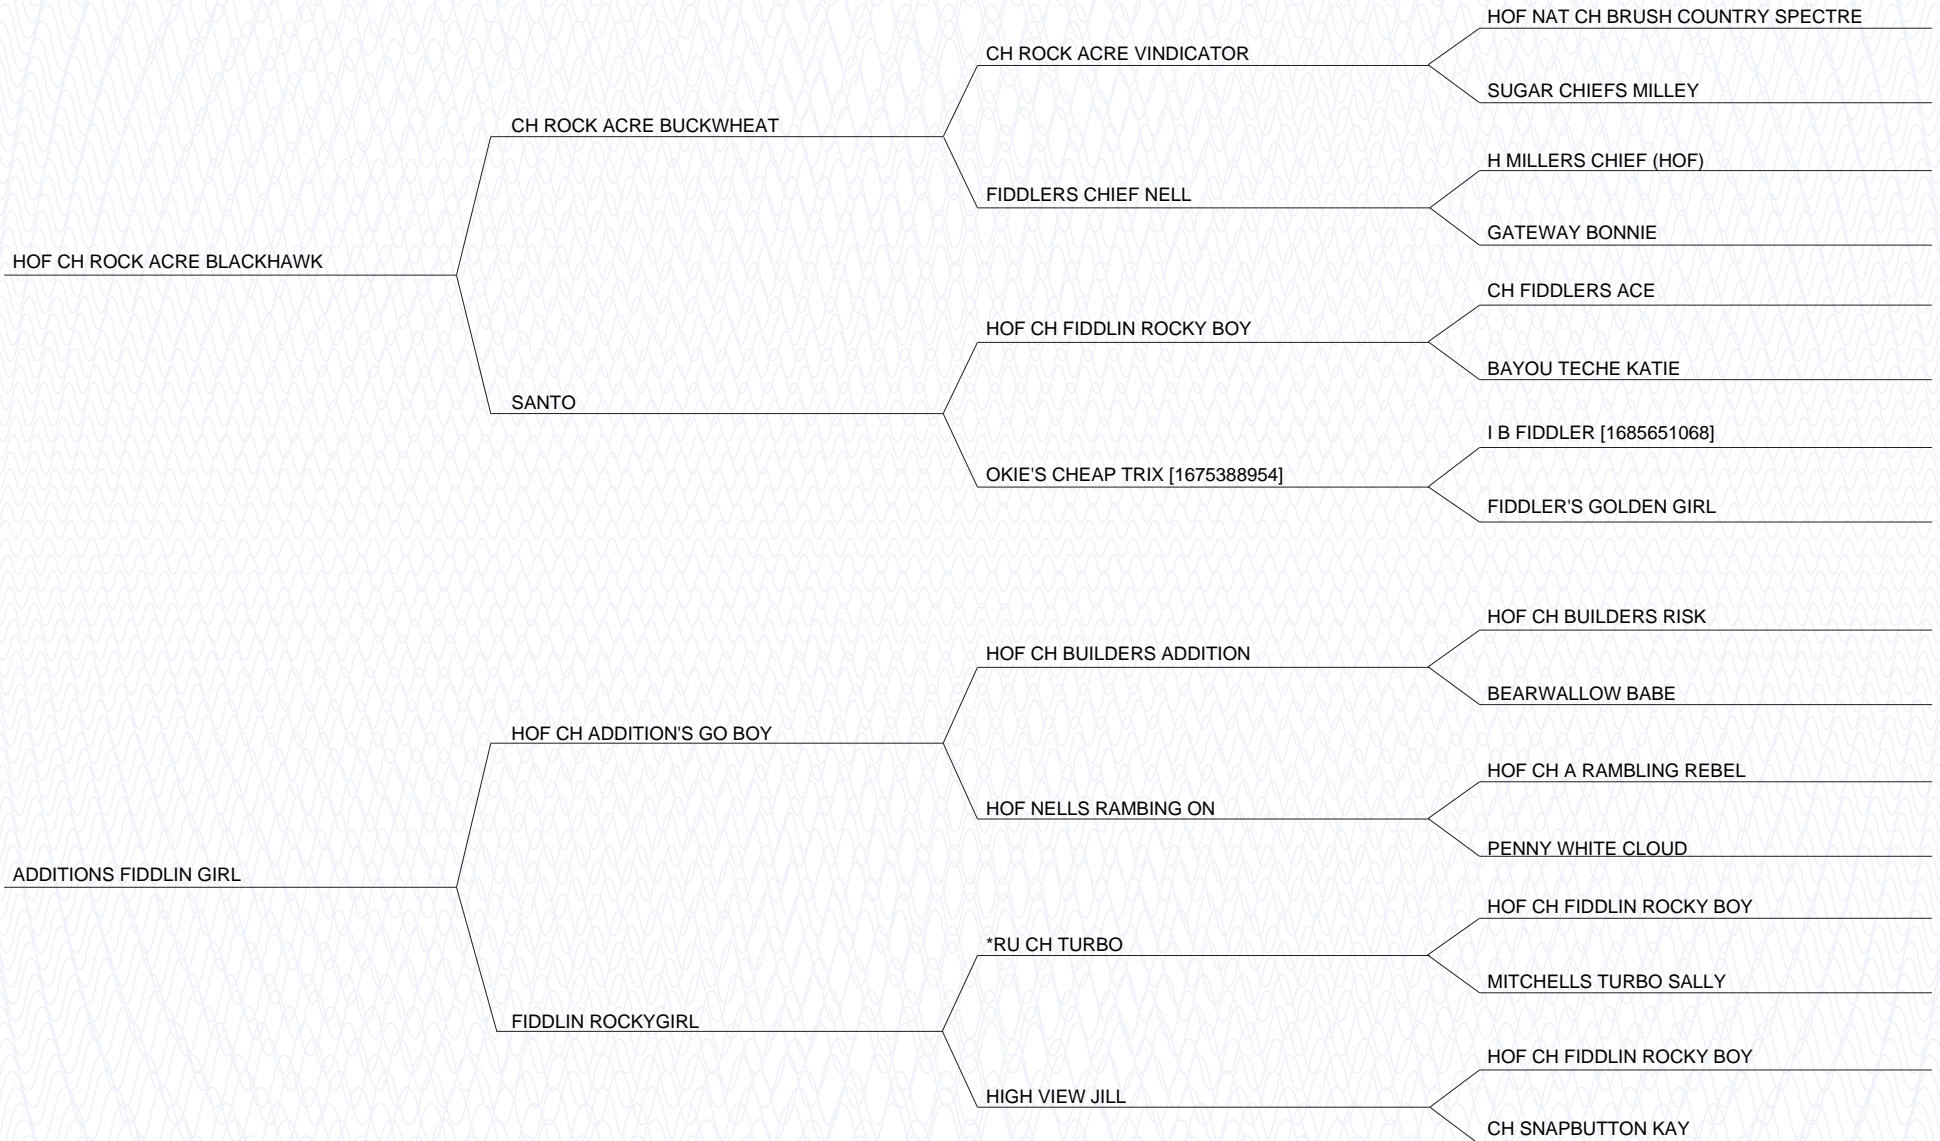 HOF NAT CH BRUSH COUNTRY SPECTRE
CH ROCK ACRE VINDICATOR
SUGAR CHIEFS MILLEY
CH ROCK ACRE BUCKWHEAT
H MILLERS CHIEF (HOF)
FIDDLERS CHIEF NELL
GATEWAY BONNIE
HOF CH ROCK ACRE BLACKHAWK
CH FIDDLERS ACE
HOF CH FIDDLIN ROCKY BOY
BAYOU TECHE KATIE
SANTO
I B FIDDLER [1685651068]
OKIE'S CHEAP TRIX [1675388954]
FIDDLER'S GOLDEN GIRL
HOF CH BUILDERS RISK
HOF CH BUILDERS ADDITION
BEARWALLOW BABE
HOF CH ADDITION'S GO BOY
HOF CH A RAMBLING REBEL
HOF NELLS RAMBING ON
PENNY WHITE CLOUD
ADDITIONS FIDDLIN GIRL
HOF CH FIDDLIN ROCKY BOY
*RU CH TURBO
MITCHELLS TURBO SALLY
FIDDLIN ROCKYGIRL
HOF CH FIDDLIN ROCKY BOY
HIGH VIEW JILL
CH SNAPBUTTON KAY